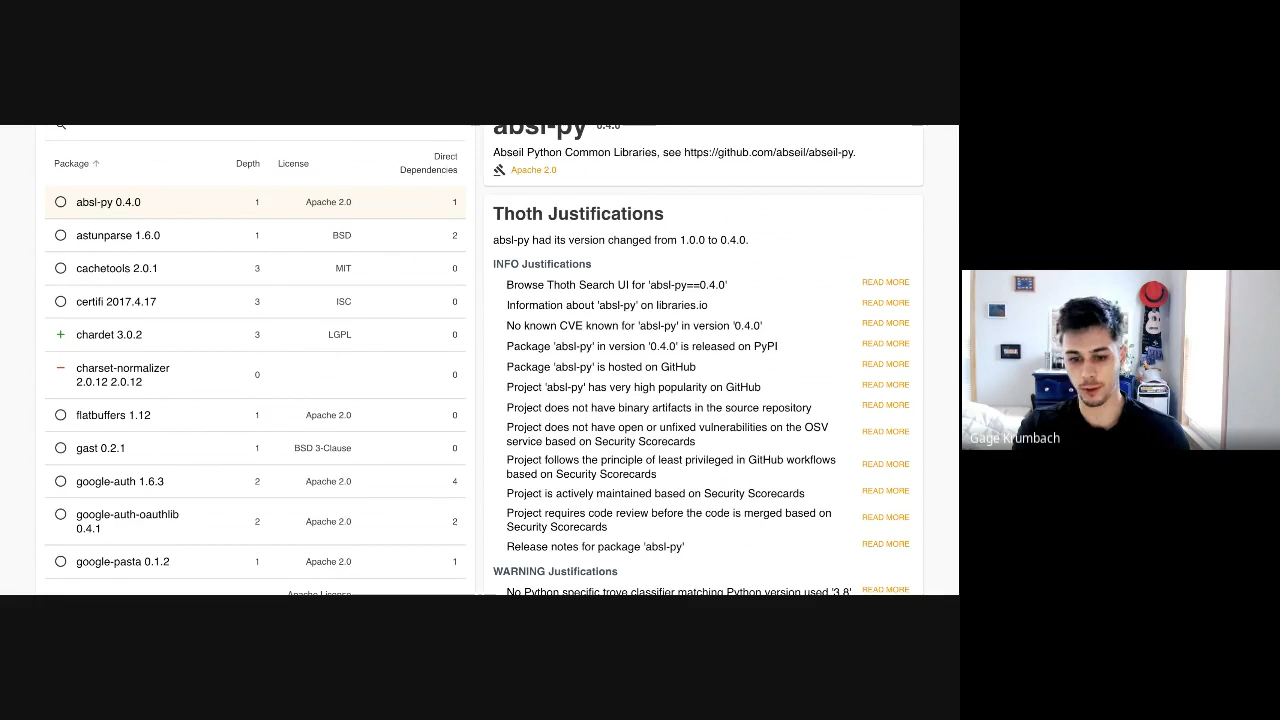 absl-py 0.4.0
Abseil Python Common Libraries, see https://github.com/abseil/abseil-py.
Apache 2.0
Package ↑ Depth License Direct Dependencies
absl-py 0.4.0 1 Apache 2.0 1
astunparse 1.6.0 1 BSD 2
cachetools 2.0.1 3 MIT 0
certifi 2017.4.17 3 ISC 0
+ chardet 3.0.2 3 LGPL 0
− charset-normalizer 2.0.12 2.0.12 0 0
flatbuffers 1.12 1 Apache 2.0 0
gast 0.2.1 1 BSD 3-Clause 0
google-auth 1.6.3 2 Apache 2.0 4
google-auth-oauthlib 0.4.1 2 Apache 2.0 2
google-pasta 0.1.2 1 Apache 2.0 1
Apache License
Thoth Justifications
absl-py had its version changed from 1.0.0 to 0.4.0.
INFO Justifications
Browse Thoth Search UI for 'absl-py==0.4.0' READ MORE
Information about 'absl-py' on libraries.io READ MORE
No known CVE known for 'absl-py' in version '0.4.0' READ MORE
Package 'absl-py' in version '0.4.0' is released on PyPI READ MORE
Package 'absl-py' is hosted on GitHub READ MORE
Project 'absl-py' has very high popularity on GitHub READ MORE
Project does not have binary artifacts in the source repository READ MORE
Project does not have open or unfixed vulnerabilities on the OSV READ MORE
service based on Security Scorecards
Project follows the principle of least privileged in GitHub workflows READ MORE
based on Security Scorecards
Project is actively maintained based on Security Scorecards READ MORE
Project requires code review before the code is merged based on READ MORE
Security Scorecards
Release notes for package 'absl-py' READ MORE
WARNING Justifications
No Python specific trove classifier matching Python version used '3.8' READ MORE
Gage Krumbach